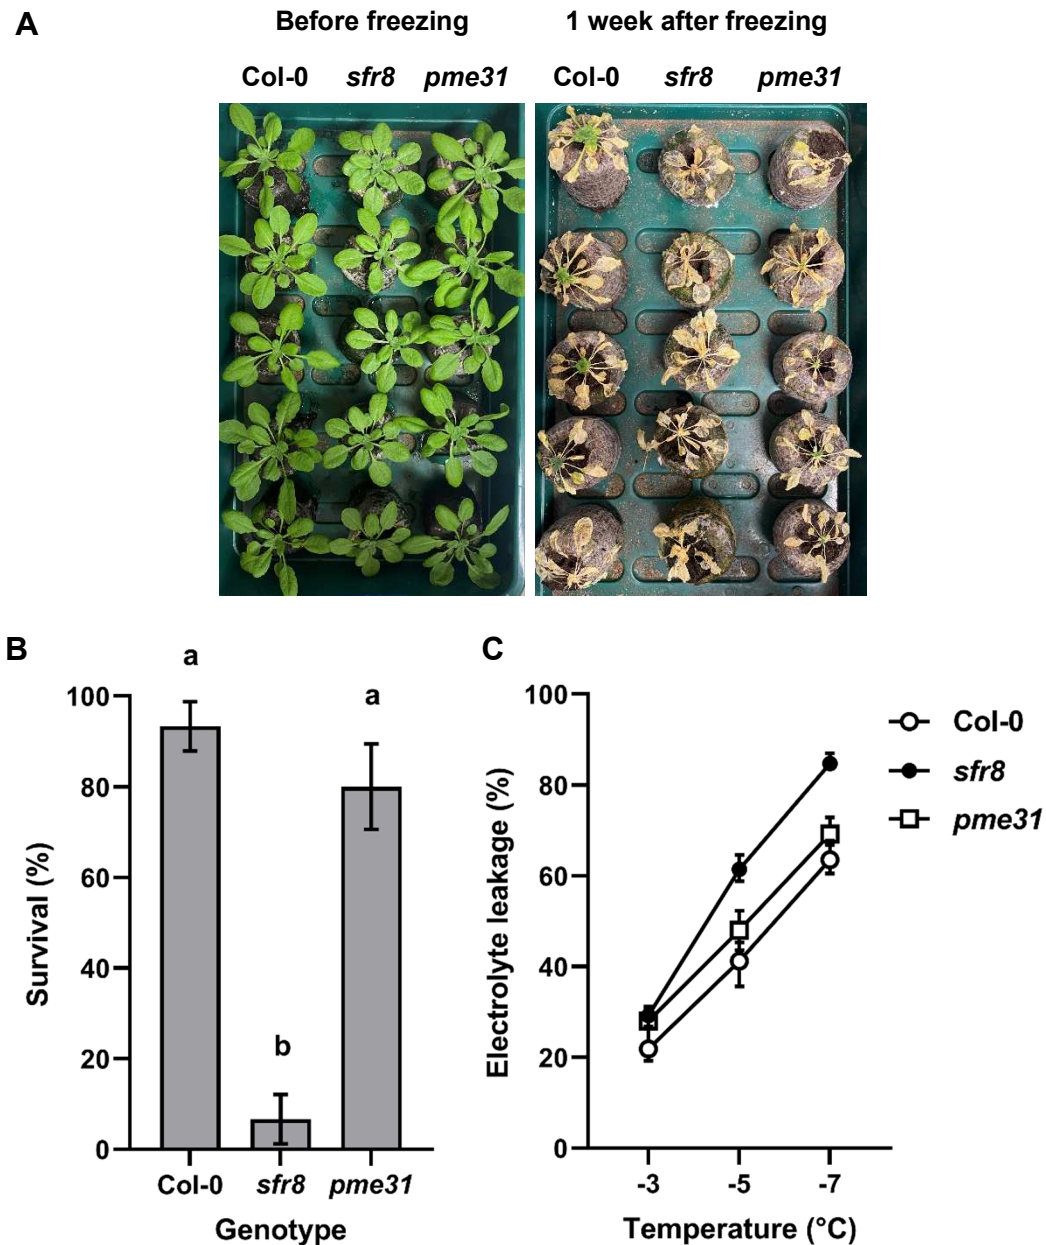 A
Before freezing
1 week after freezing
Col-0 sfr8 pme31
Col-0 sfr8 pme31
B
a
a
b
100
80
60
40
20
0
Survival (%)
Col-0 sfr8 pme31
Genotype
C
100
80
60
40
20
0
Electrolyte leakage (%)
-3 -5 -7
Temperature (°C)
Col-0
sfr8
pme31